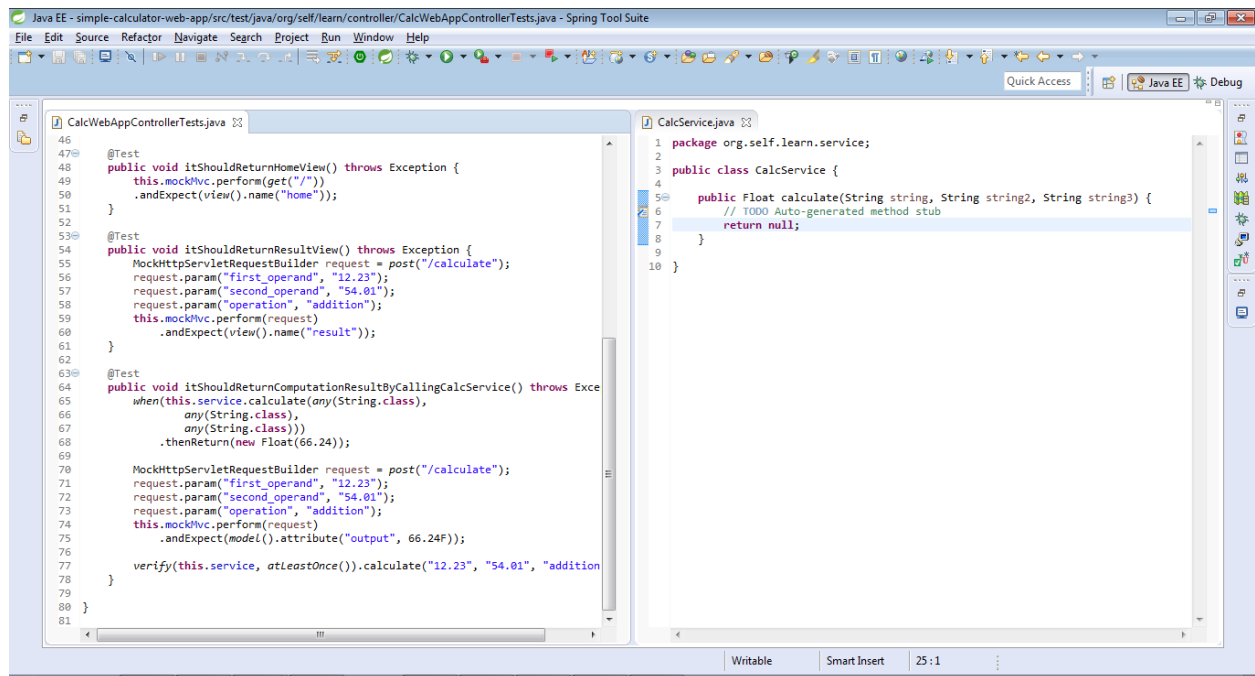 Java EE - simple-calculator-web-app/src/test/java/org/self/learn/controller/CalcWebAppControllerTests.java - Spring Tool Suite
File Edit Source Refactor Navigate Search Project Run Window Help
Quick Access Java EE Debug
CalcWebAppControllerTests.java
46
47 @Test
48 public void itShouldReturnHomeView() throws Exception {
49 this.mockMvc.perform(get("/"))
50 .andExpect(view().name("home"));
51 }
52
53 @Test
54 public void itShouldReturnResultView() throws Exception {
55 MockHttpServletRequestBuilder request = post("/calculate");
56 request.param("first_operand", "12.23");
57 request.param("second_operand", "54.01");
58 request.param("operation", "addition");
59 this.mockMvc.perform(request)
60 .andExpect(view().name("result"));
61 }
62
63 @Test
64 public void itShouldReturnComputationResultByCallingCalcService() throws Exce
65 when(this.service.calculate(any(String.class),
66 any(String.class),
67 any(String.class)))
68 .thenReturn(new Float(66.24));
69
70 MockHttpServletRequestBuilder request = post("/calculate");
71 request.param("first_operand", "12.23");
72 request.param("second_operand", "54.01");
73 request.param("operation", "addition");
74 this.mockMvc.perform(request)
75 .andExpect(model().attribute("output", 66.24F));
76
77 verify(this.service, atLeastOnce()).calculate("12.23", "54.01", "addition
78 }
79
80 }
81
CalcService.java
1 package org.self.learn.service;
2
3 public class CalcService {
4
5 public Float calculate(String string, String string2, String string3) {
6 // TODO Auto-generated method stub
7 return null;
8 }
9
10 }
Writable Smart Insert 25 : 1